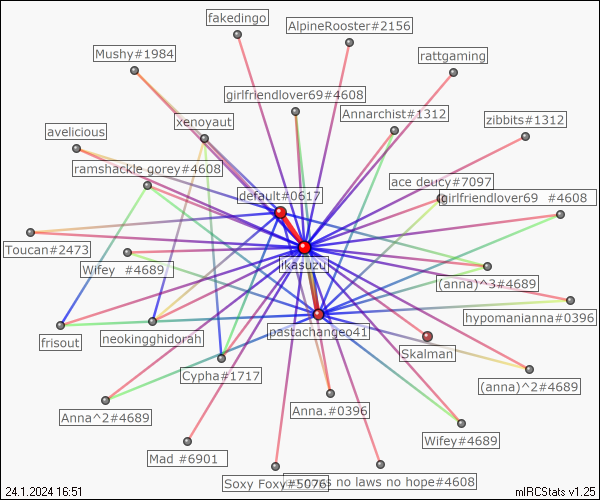 fakedingo
AlpineRooster#2156
Mushy#1984
rattgaming
girlfriendlover69#4608
Annarchist#1312
xenoyaut
zibbits#1312
avelicious
ramshackle gorey#4608
ace deucy#7097
default#0617
girlfriendlover69 #4608
Toucan#2473
ikasuzu
Wifey #4689
(anna)^3#4689
hypomanianna#0396
pastachangeo41
frisout
neokingghidorah
Skalman
Cypha#1717
(anna)^2#4689
Anna.#0396
Anna^2#4689
Wifey#4689
Mad #6901
Soxy Foxy#5076
no laws no hope#4608
24.1.2024 16:51
mIRCStats v1.25